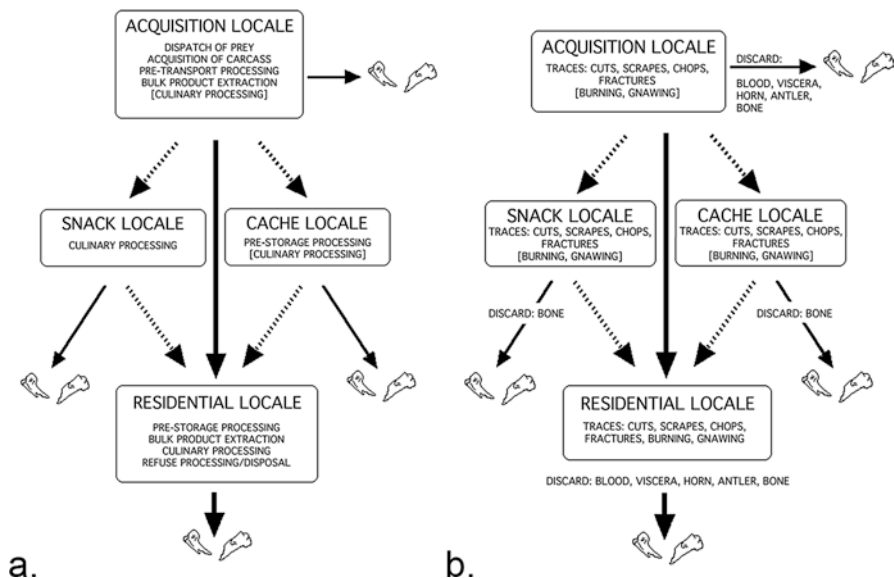 ACQUISITION LOCALE
DISPATCH OF PREY
ACQUISITION OF CARCASS
PRE-TRANSPORT PROCESSING
BULK PRODUCT EXTRACTION
[CULINARY PROCESSING]
SNACK LOCALE
CULINARY PROCESSING
CACHE LOCALE
PRE-STORAGE PROCESSING
[CULINARY PROCESSING]
RESIDENTIAL LOCALE
PRE-STORAGE PROCESSING
BULK PRODUCT EXTRACTION
CULINARY PROCESSING
REFUSE PROCESSING/DISPOSAL
a.
ACQUISITION LOCALE
TRACES: CUTS, SCRAPES, CHOPS,
FRACTURES
[BURNING, GNAWING]
DISCARD:
BLOOD, VISCERA,
HORN, ANTLER,
BONE
SNACK LOCALE
TRACES: CUTS, SCRAPES, CHOPS,
FRACTURES
[BURNING, GNAWING]
CACHE LOCALE
TRACES: CUTS, SCRAPES, CHOPS,
FRACTURES
[BURNING, GNAWING]
DISCARD: BONE
DISCARD: BONE
RESIDENTIAL LOCALE
TRACES: CUTS, SCRAPES, CHOPS,
FRACTURES, BURNING, GNAWING
DISCARD: BLOOD, VISCERA, HORN, ANTLER, BONE
b.